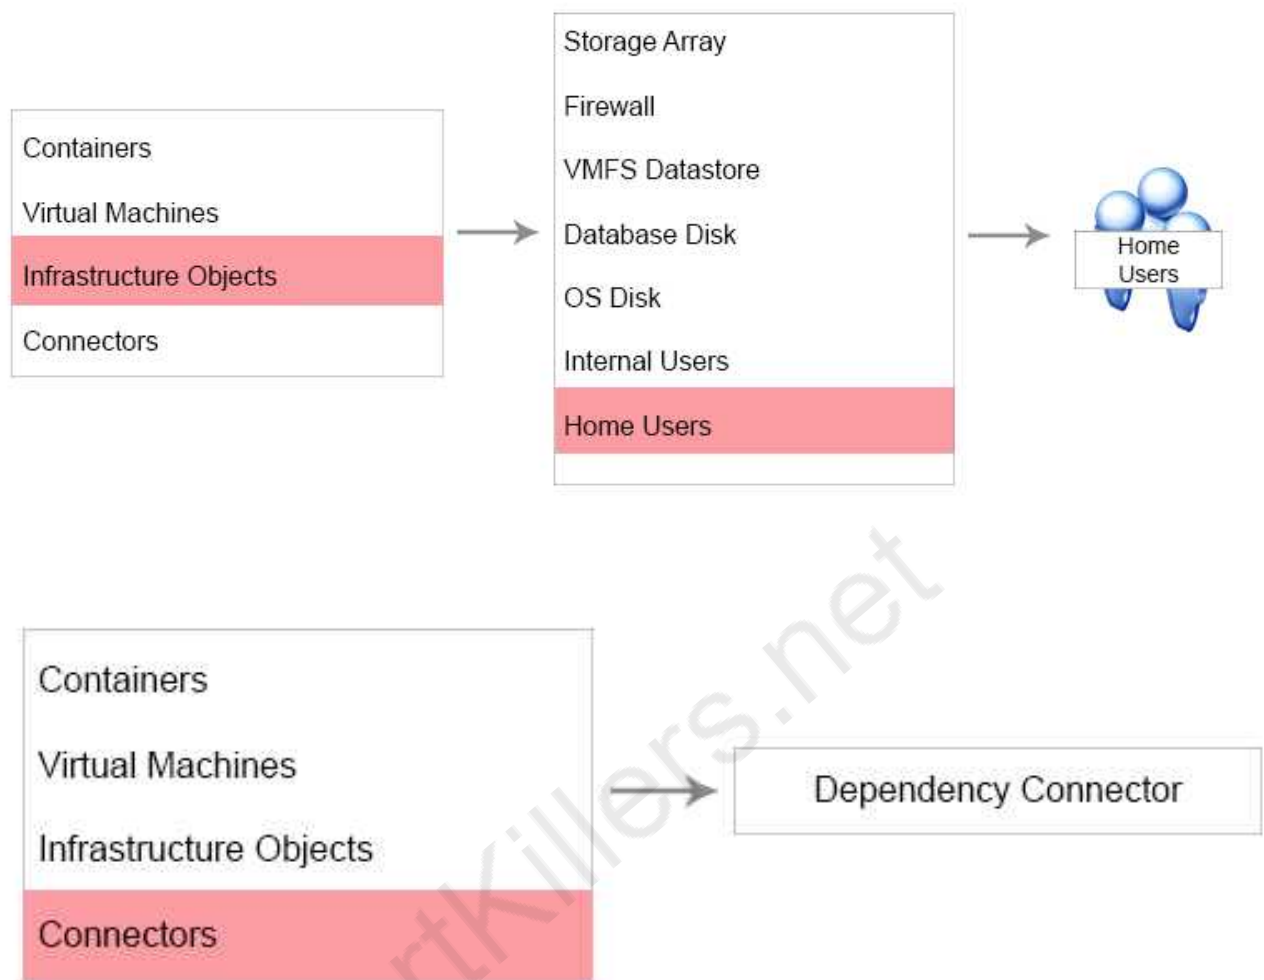 Containers
Virtual Machines
Infrastructure Objects
Connectors
Storage Array
Firewall
VMFS Datastore
Database Disk
OS Disk
Internal Users
Home Users
Home
Users
Containers
Virtual Machines
Infrastructure Objects
Connectors
Dependency Connector